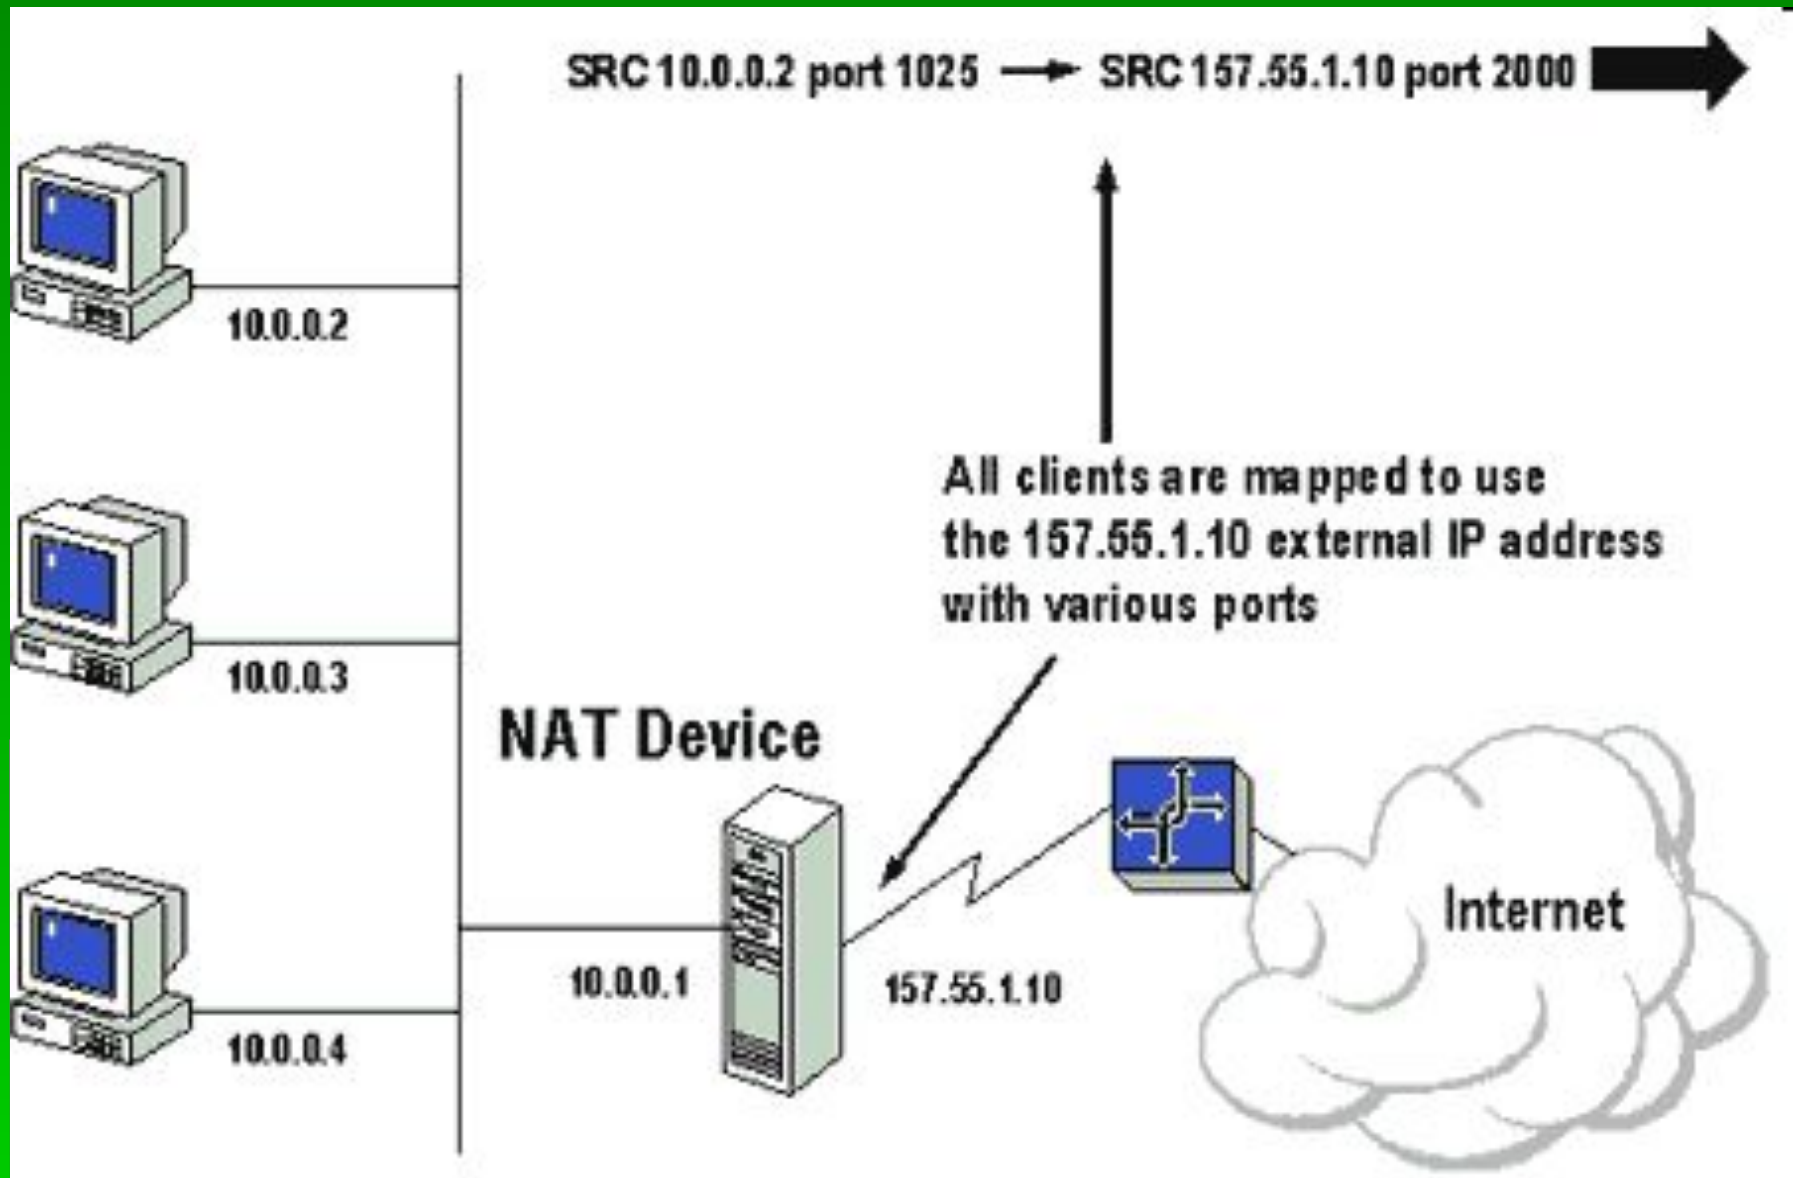 SRC 10.0.0.2 port 1025 → SRC 157.55.1.10 port 2000
10.0.0.2
All clients are mapped to use
the 157.55.1.10 external IP address
with various ports
10.0.0.3
NAT Device
Internet
10.0.0.1
157.55.1.10
10.0.0.4